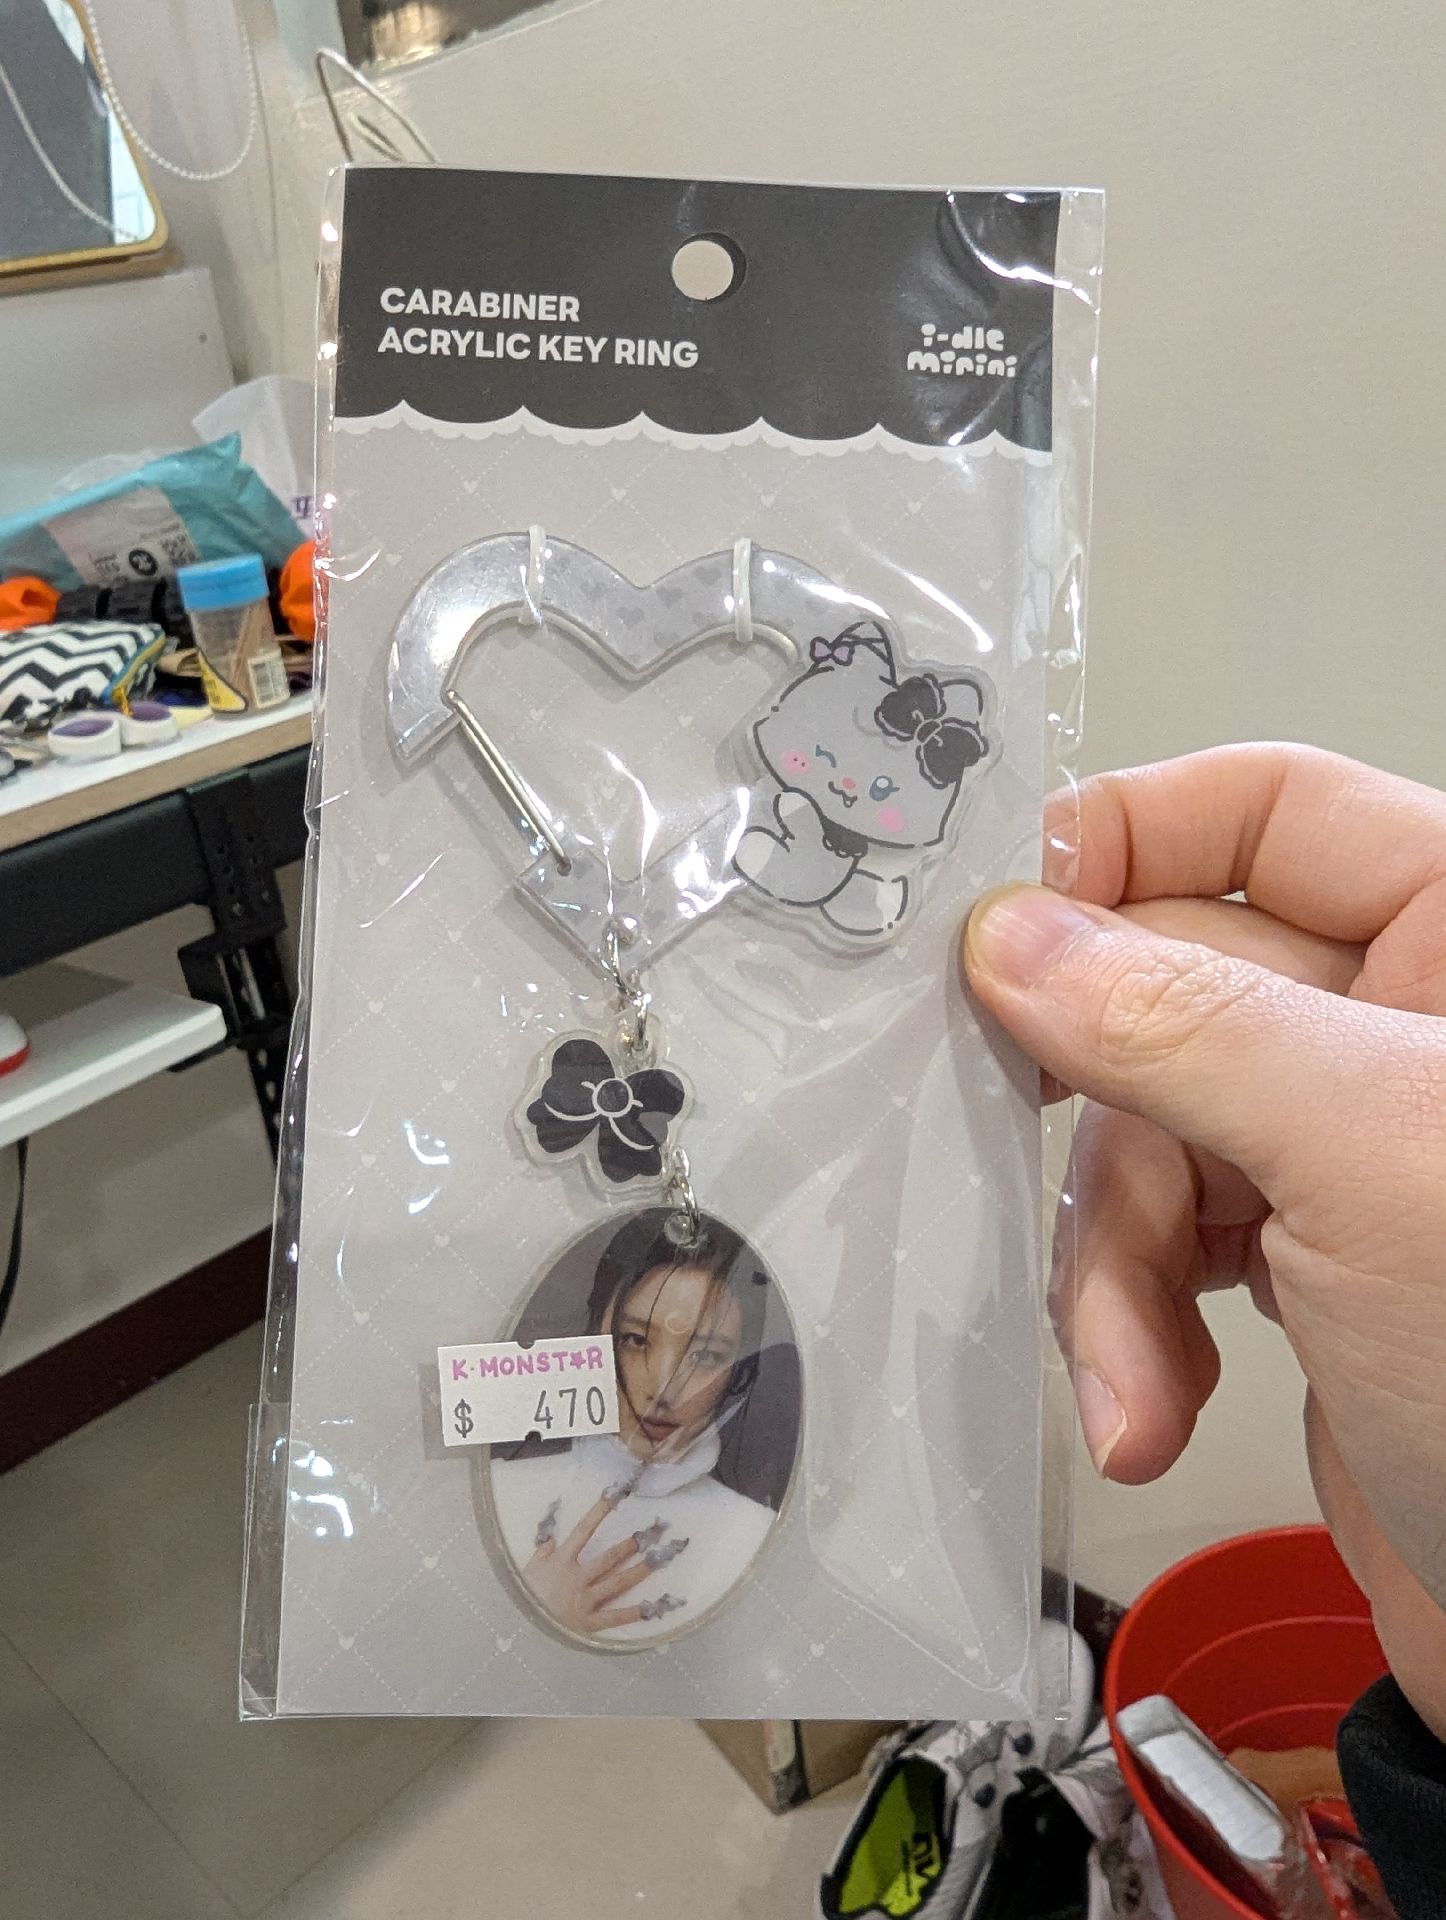 CARABINER
ACRYLIC KEY RING
i-dle
minini
K·MONST★R
$ 470